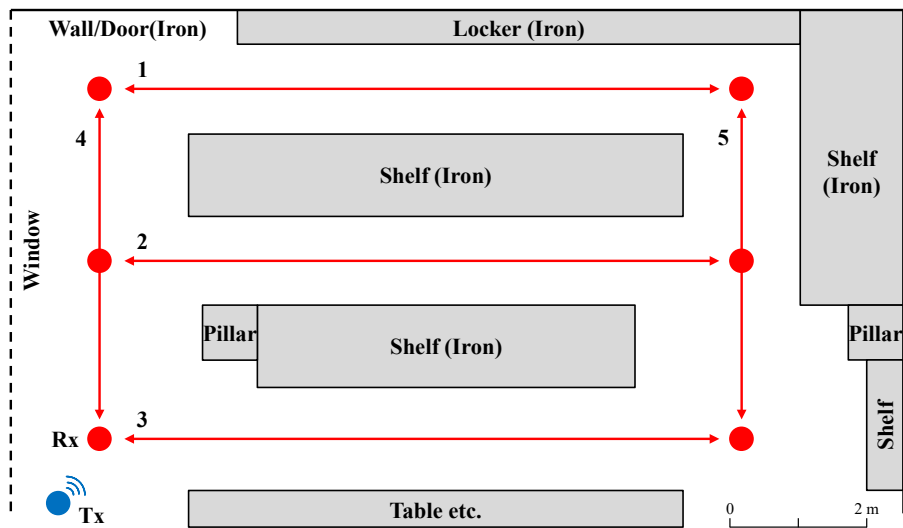 Wall/Door(Iron)
Locker (Iron)
1
4
5
Shelf (Iron)
Shelf
(Iron)
Window
2
Pillar
Shelf (Iron)
Pillar
3
Rx
Shelf
Tx
Table etc.
0
2 m